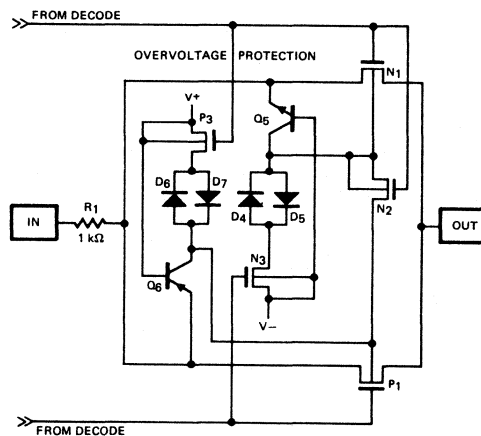 FROM DECODE
OVERVOLTAGE PROTECTION
N1
V+
P3
Q5
D6
D7
D4
D5
N2
IN
R1
1 kΩ
OUT
N3
Q6
V−
P1
FROM DECODE